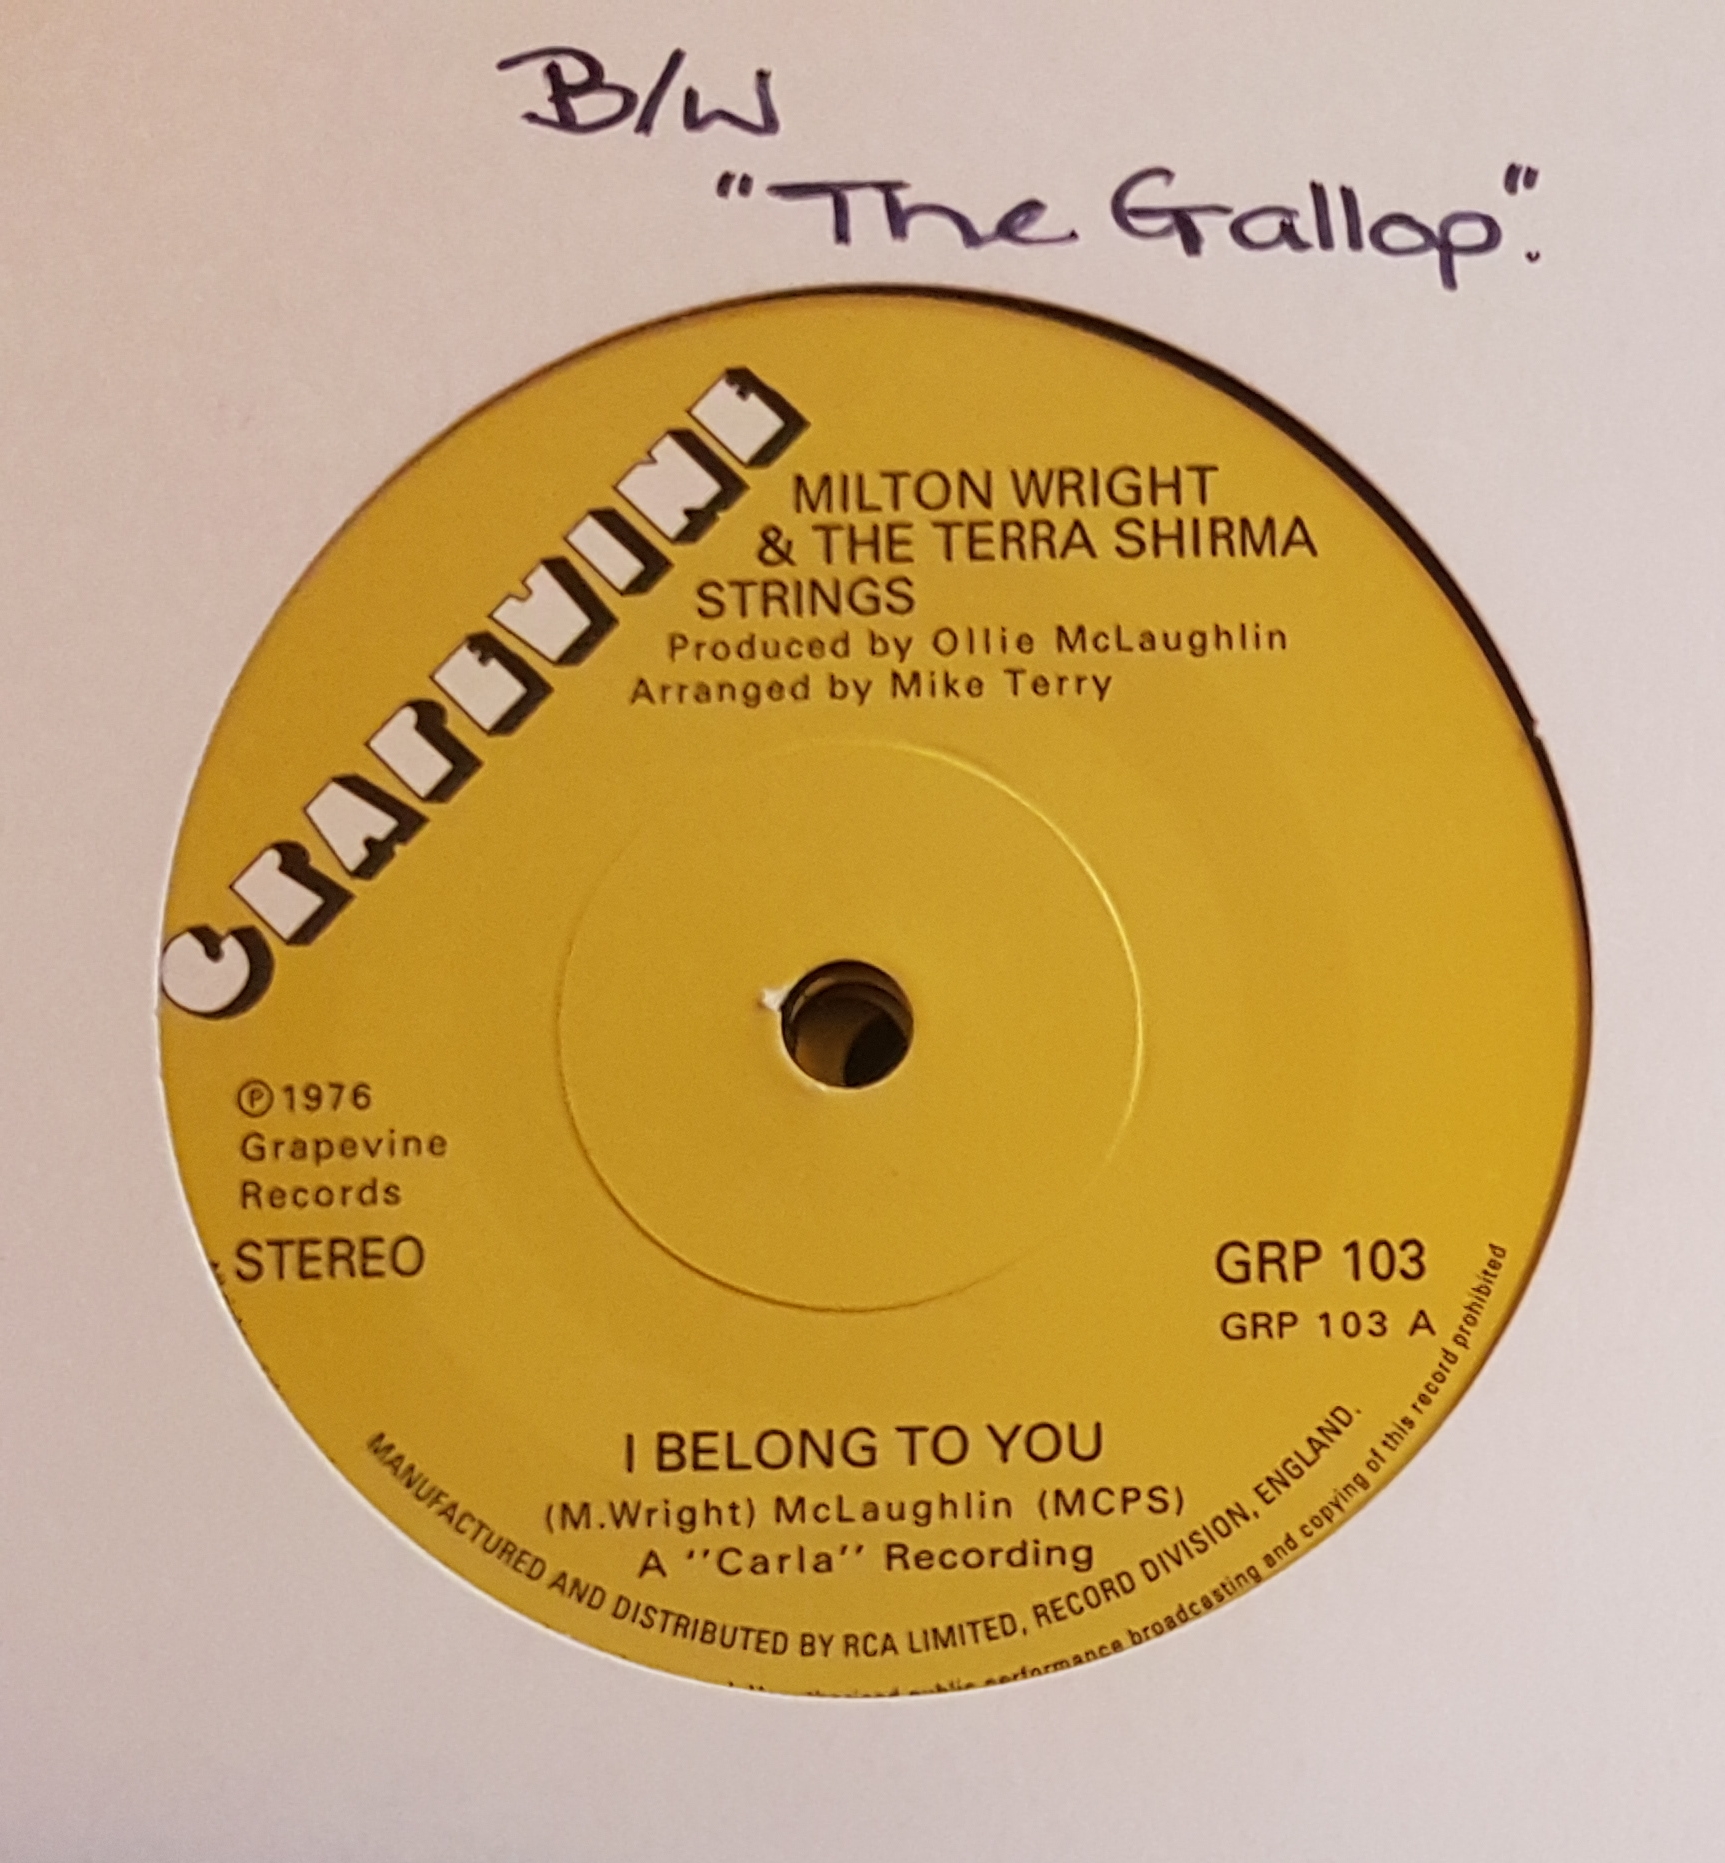 B/W
"The Gallop".
GRAPEVINE
MILTON WRIGHT
& THE TERRA SHIRMA
STRINGS
Produced by Ollie McLaughlin
Arranged by Mike Terry
℗1976
Grapevine
Records
STEREO
GRP 103
GRP 103 A
I BELONG TO YOU
(M.Wright) McLaughlin (MCPS)
A ''Carla'' Recording
MANUFACTURED AND DISTRIBUTED BY RCA LIMITED, RECORD DIVISION, ENGLAND.
public performance broadcasting and copying of this record prohibited